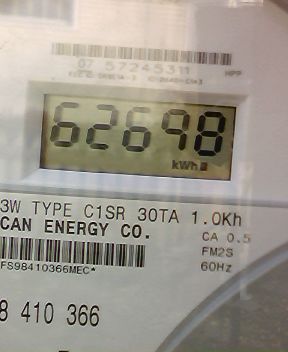 07 57245311 HPP
62698
kWh
3W TYPE C1SR 30TA 1.0Kh
CAN ENERGY CO.
CA 0.5
FS98410366MEC*
FM2S
60Hz
8 410 366